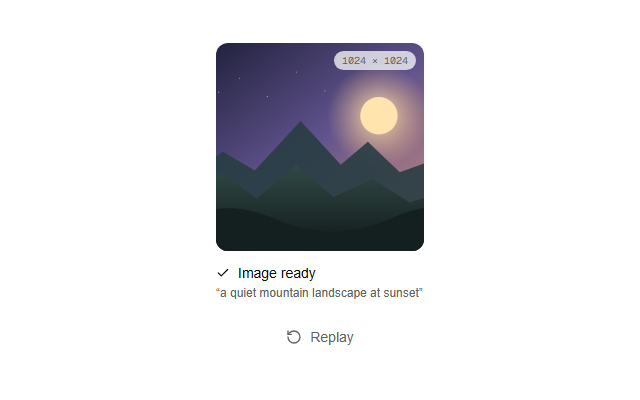 1024 × 1024
Image ready
“a quiet mountain landscape at sunset”
Replay